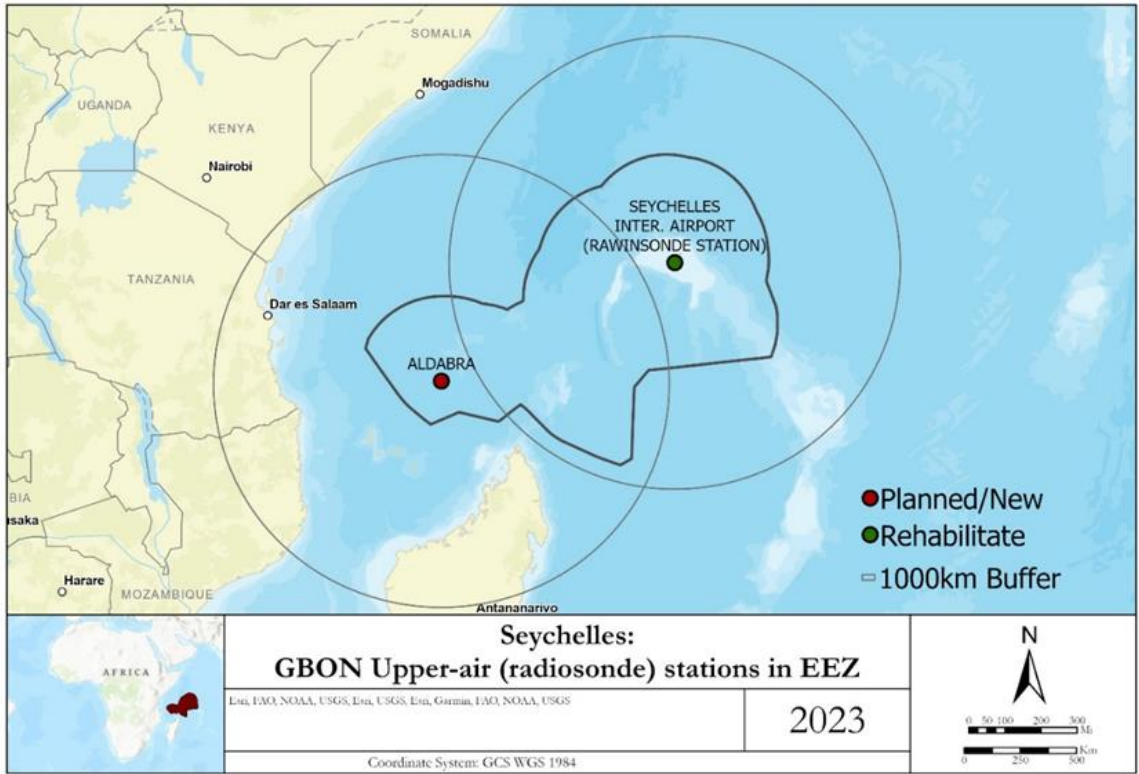 SOMALIA
Mogadishu
UGANDA
KENYA
Nairobi
SEYCHELLES
INTER. AIRPORT
(RAWINSONDE STATION)
TANZANIA
Dar es Salaam
ALDABRA
BIA
usaka
Harare
MOZAMBIQUE
Antananarivo
Planned/New
Rehabilitate
1000km Buffer
AFRICA
Seychelles:
GBON Upper-air (radiosonde) stations in EEZ
Esri, FAO, NOAA, USGS, Esri, USGS, Esri, Garmin, FAO, NOAA, USGS
2023
Coordinate System: GCS WGS 1984
N
0 50 100 200 300
Mi
Km
0 250 500